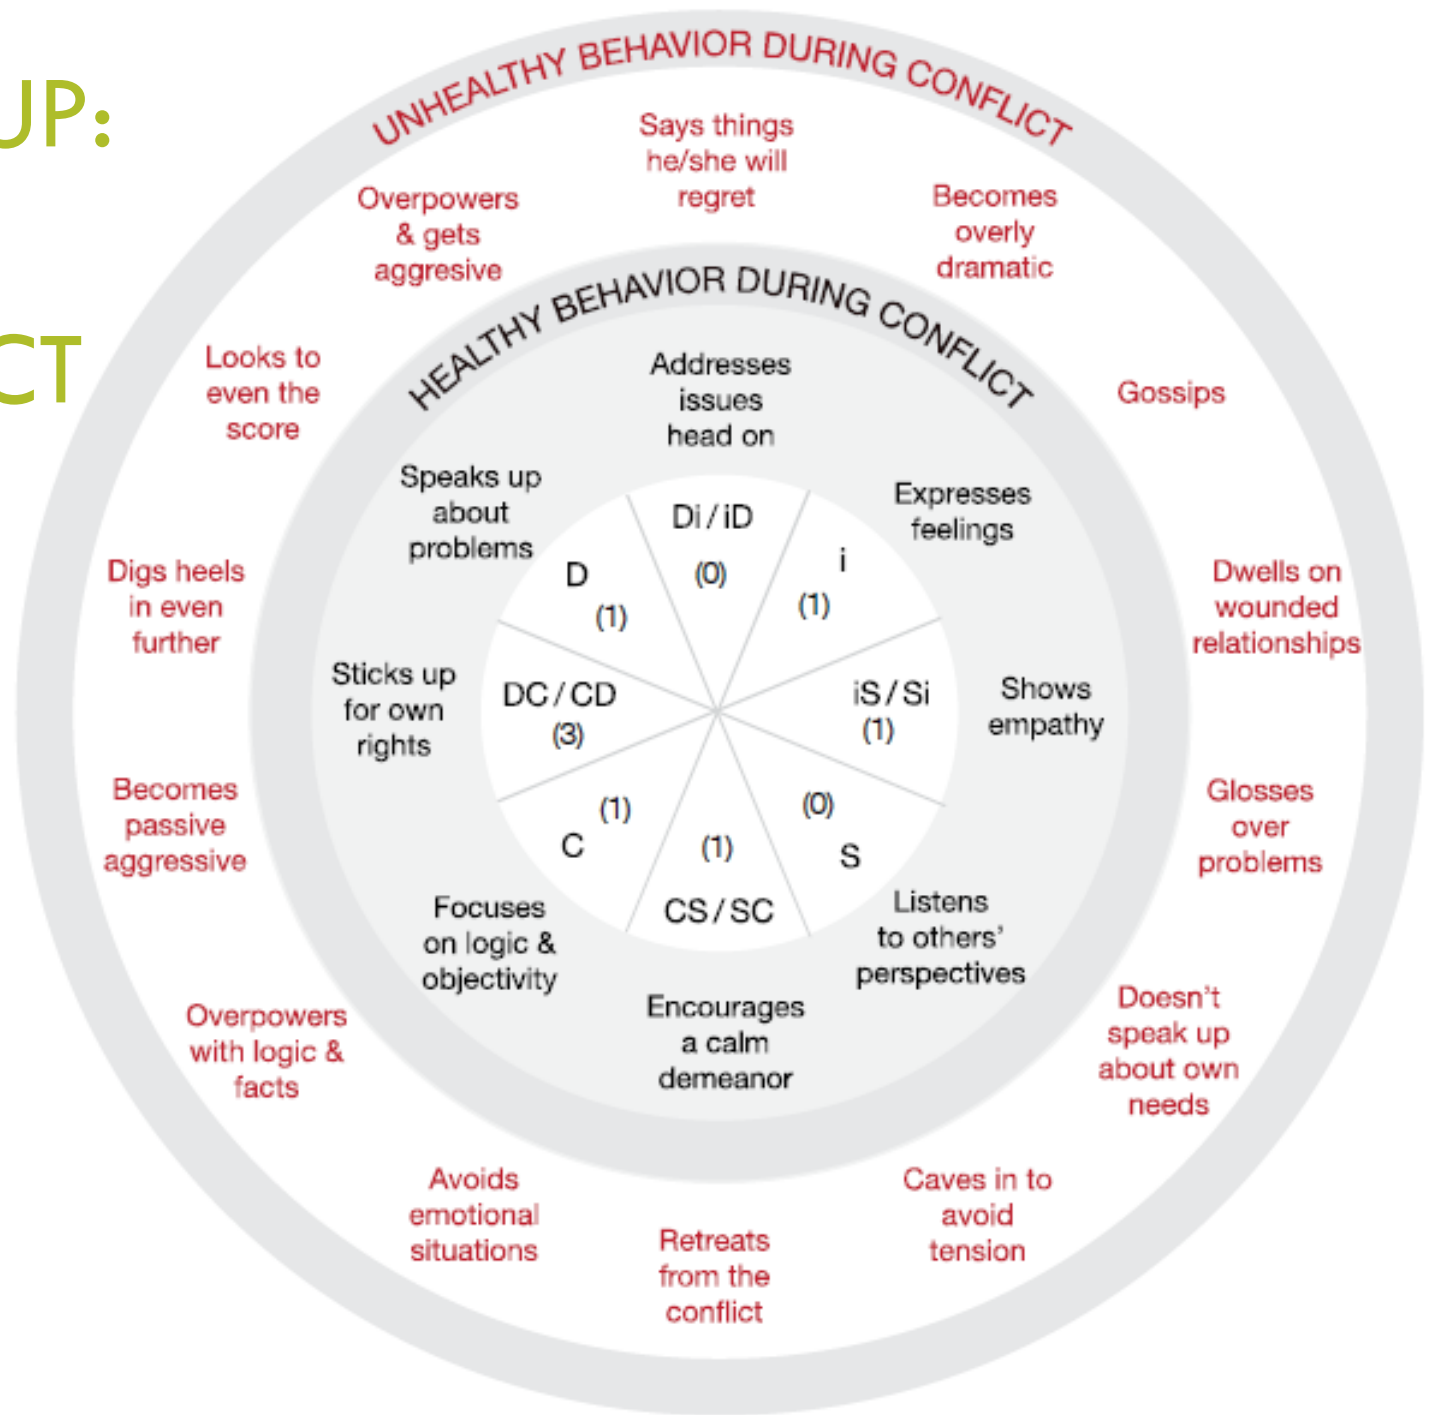 UP:
CT
UNHEALTHY BEHAVIOR DURING CONFLICT
Says things
he/she will
regret
Overpowers
& gets
aggresive
Becomes
overly
dramatic
Looks to
even the
score
Gossips
Digs heels
in even
further
Dwells on
wounded
relationships
Becomes
passive
aggressive
Glosses
over
problems
Overpowers
with logic &
facts
Doesn't
speak up
about own
needs
Avoids
emotional
situations
Retreats
from the
conflict
Caves in to
avoid
tension
HEALTHY BEHAVIOR DURING CONFLICT
Addresses
issues
head on
Speaks up
about
problems
Expresses
feelings
Sticks up
for own
rights
Shows
empathy
Focuses
on logic &
objectivity
Listens
to others'
perspectives
Encourages
a calm
demeanor
Di / iD
(0)
D
(1)
i
(1)
DC / CD
(3)
iS / Si
(1)
(1)
C
(0)
S
(1)
CS / SC